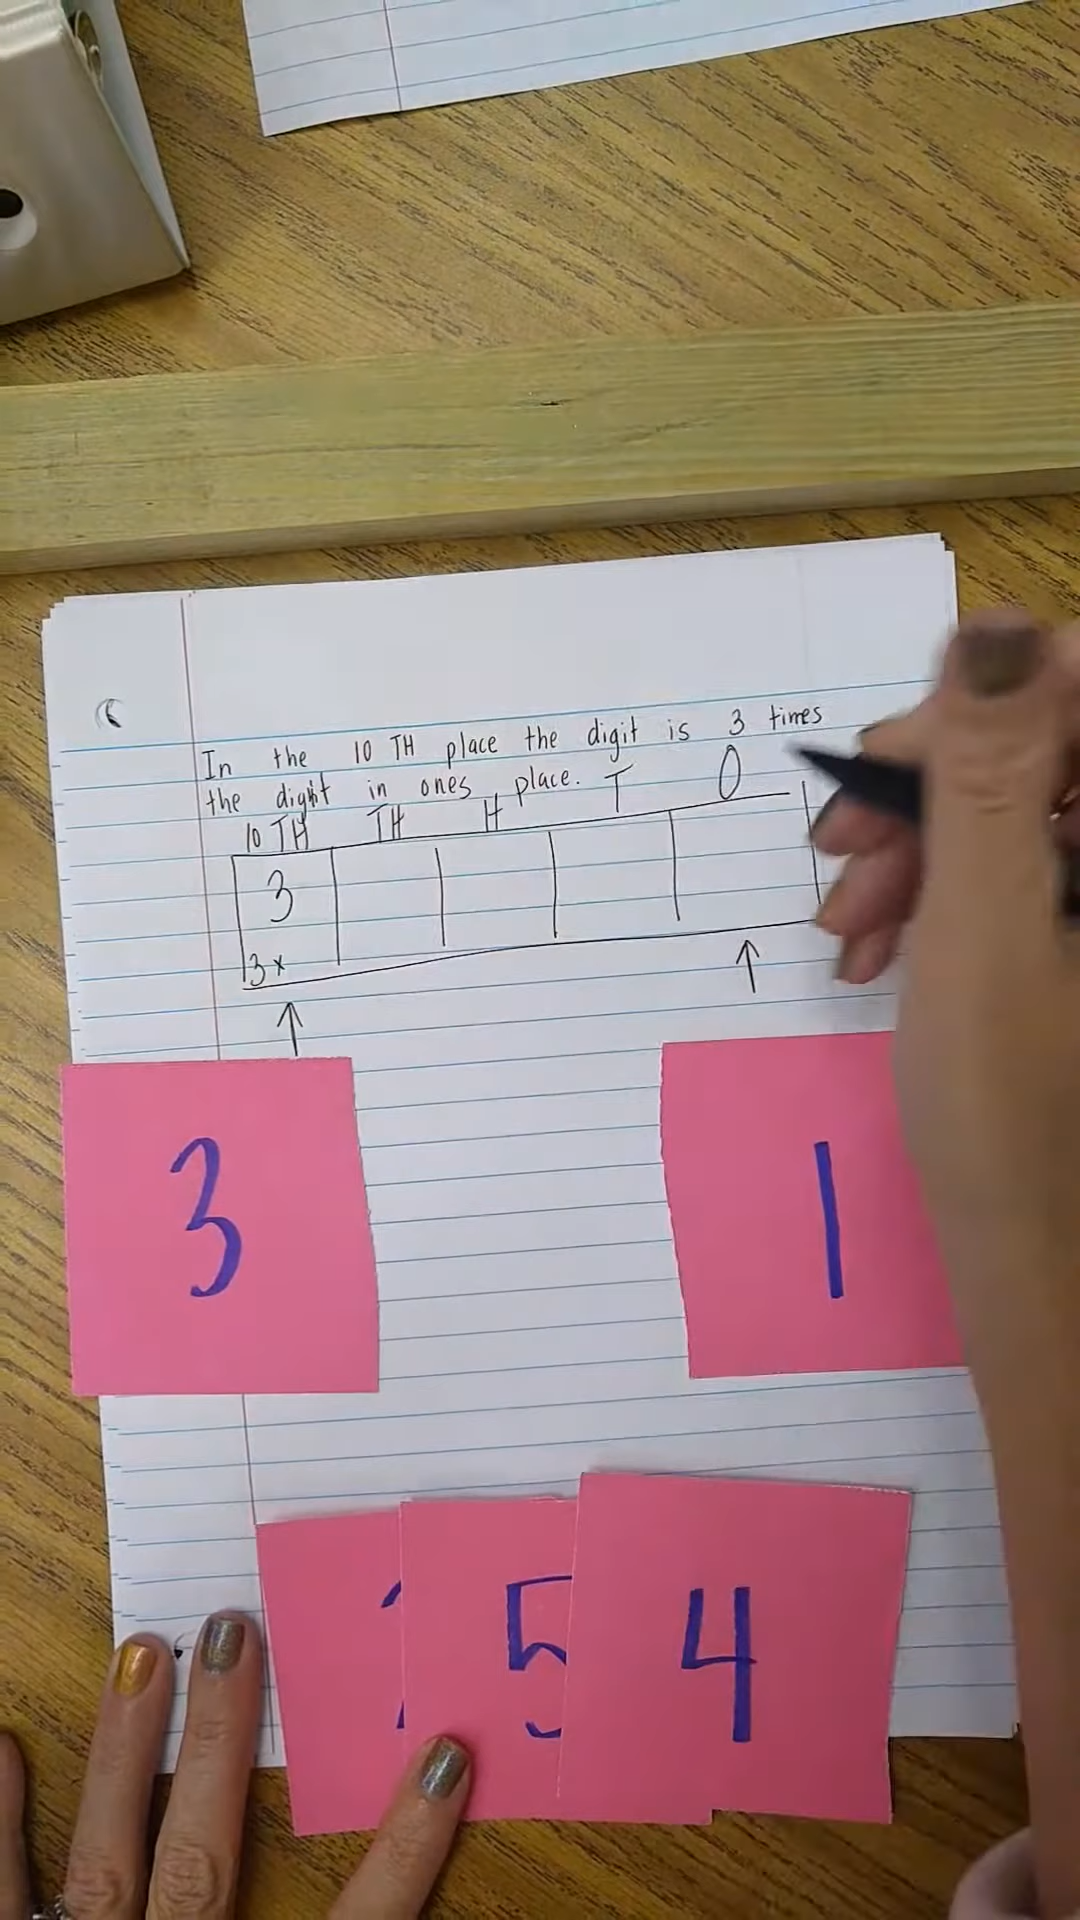 In the 10 TH place the digit is 3 times
the digit in ones place.
10 TH TH H T O
3
3x
3 1
5 4